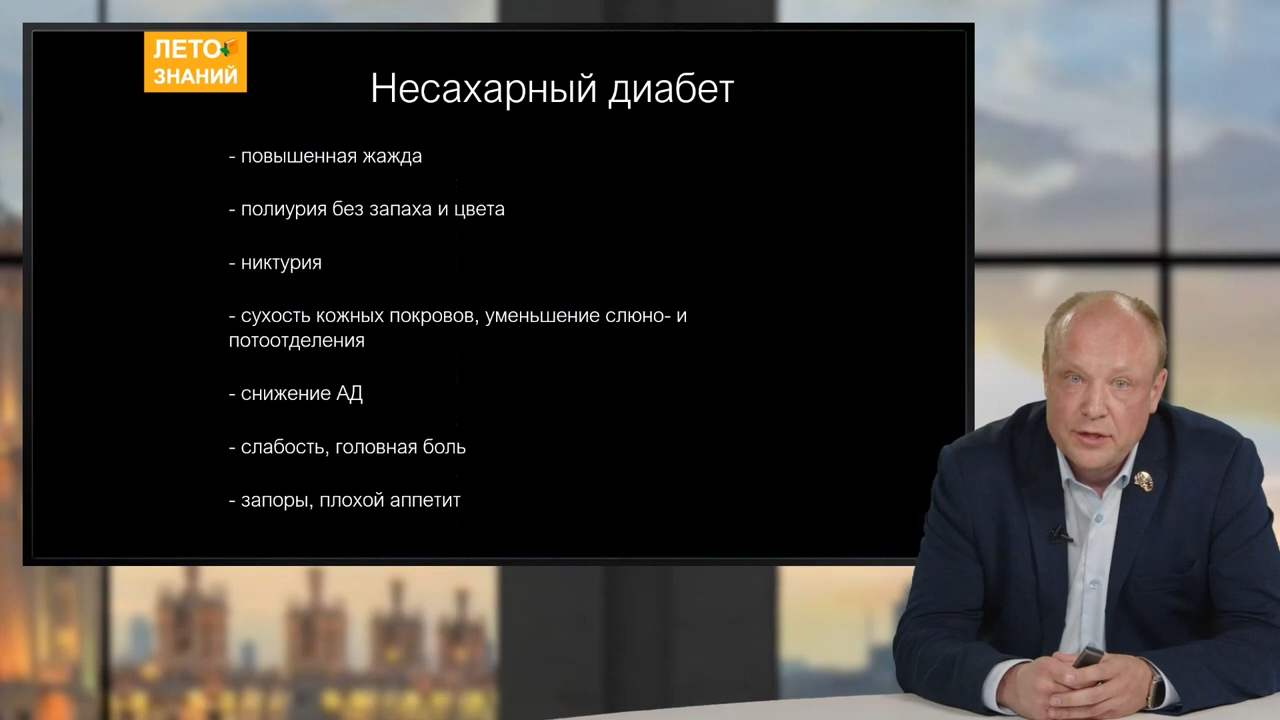 ЛЕТО
ЗНАНИЙ
Несахарный диабет
- повышенная жажда
- полиурия без запаха и цвета
- никтурия
- сухость кожных покровов, уменьшение слюно- и
потоотделения
- снижение АД
- слабость, головная боль
- запоры, плохой аппетит